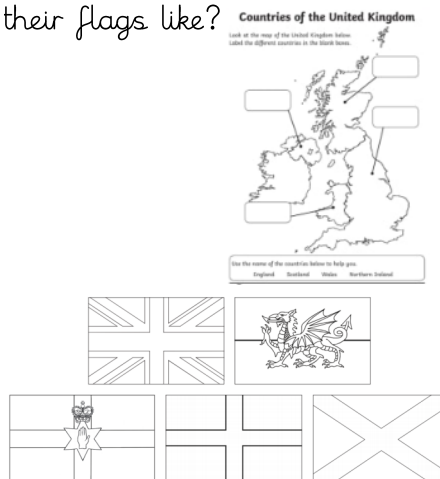 their flags like?
Countries of the United Kingdom
Look at the map of the United Kingdom below.
Label the different countries in the blank boxes.
Use the name of the countries below to help you.
England Scotland Wales Northern Ireland